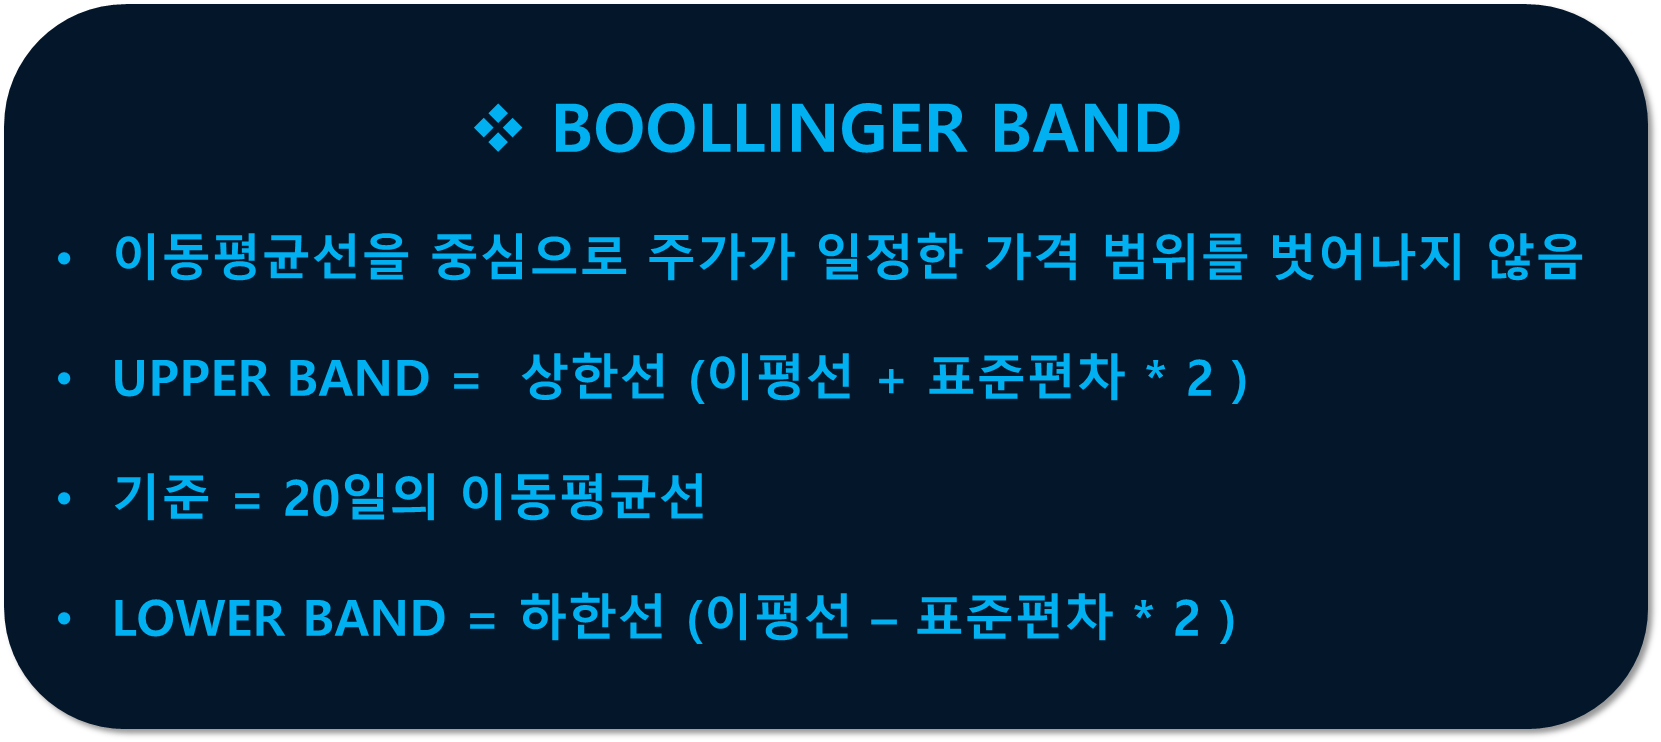 ❖ BOOLLINGER BAND
• 이동평균선을 중심으로 주가가 일정한 가격 범위를 벗어나지 않음
• UPPER BAND = 상한선 (이평선 + 표준편차 * 2 )
• 기준 = 20일의 이동평균선
• LOWER BAND = 하한선 (이평선 – 표준편차 * 2 )